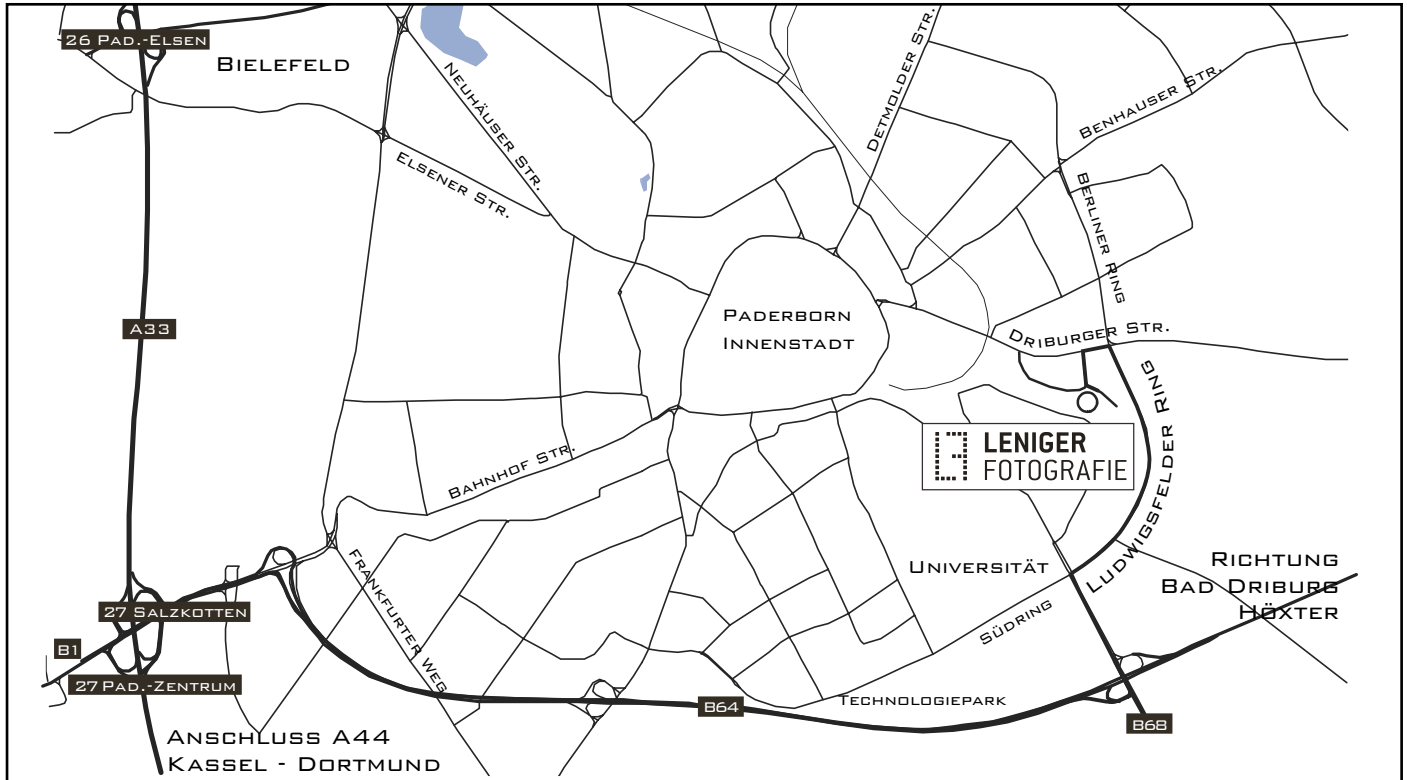 26 PAD.-ELSEN
BIELEFELD
NEUHÄUSER STR.
ELSENER STR.
DETMOLDER STR.
BENHAUSER STR.
BERLINER RING
A33
PADERBORN
INNENSTADT
DRIBURGER STR.
LENIGER
FOTOGRAFIE
LUDWIGSFELDER RING
BAHNHOF STR.
FRANKFURTER WEG
UNIVERSITÄT
SÜDRING
RICHTUNG
BAD DRIBURG
HÖXTER
27 SALZKOTTEN
B1
27 PAD.-ZENTRUM
B64
TECHNOLOGIEPARK
B68
ANSCHLUSS A44
KASSEL - DORTMUND